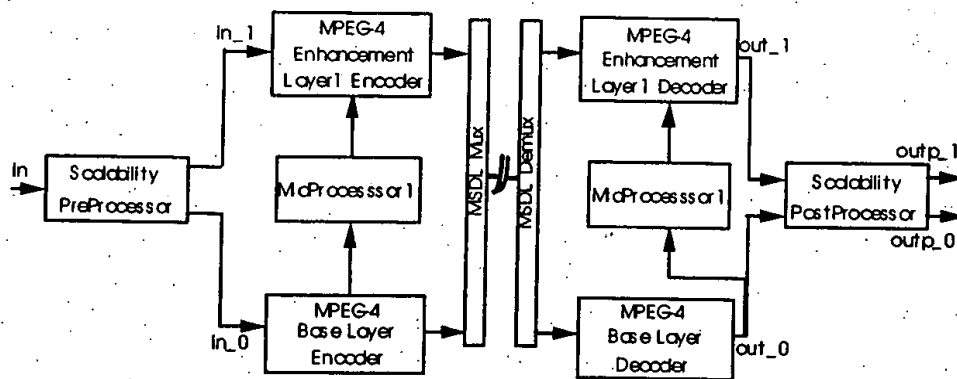 In
Scalability
PreProcessor
In_1
In_0
MPEG-4
Enhancement
Layer1 Encoder
MidProcesssor1
MPEG-4
Base Layer
Encoder
MSDL Mux
MSDL Demux
MPEG-4
Enhancement
Layer1 Decoder
MidProcesssor1
MPEG-4
Base Layer
Decoder
out_1
out_0
Scalability
PostProcessor
outp_1
outp_0